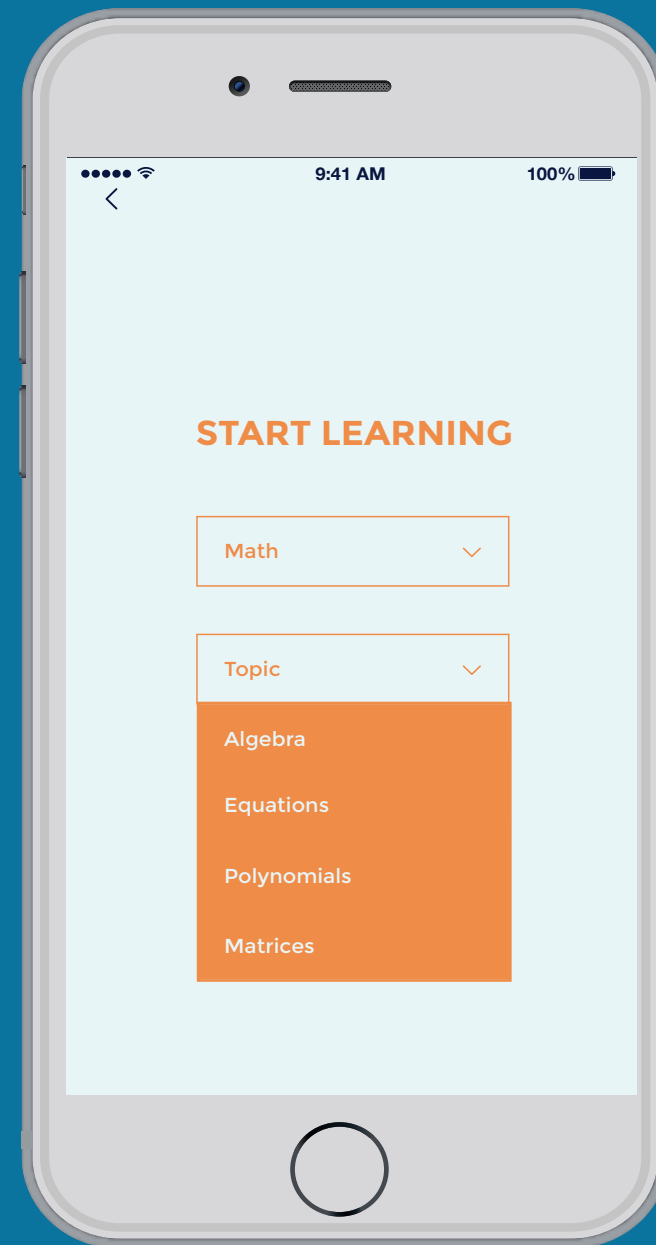 9:41 AM 100%
START LEARNING
Math
Topic
Algebra
Equations
Polynomials
Matrices